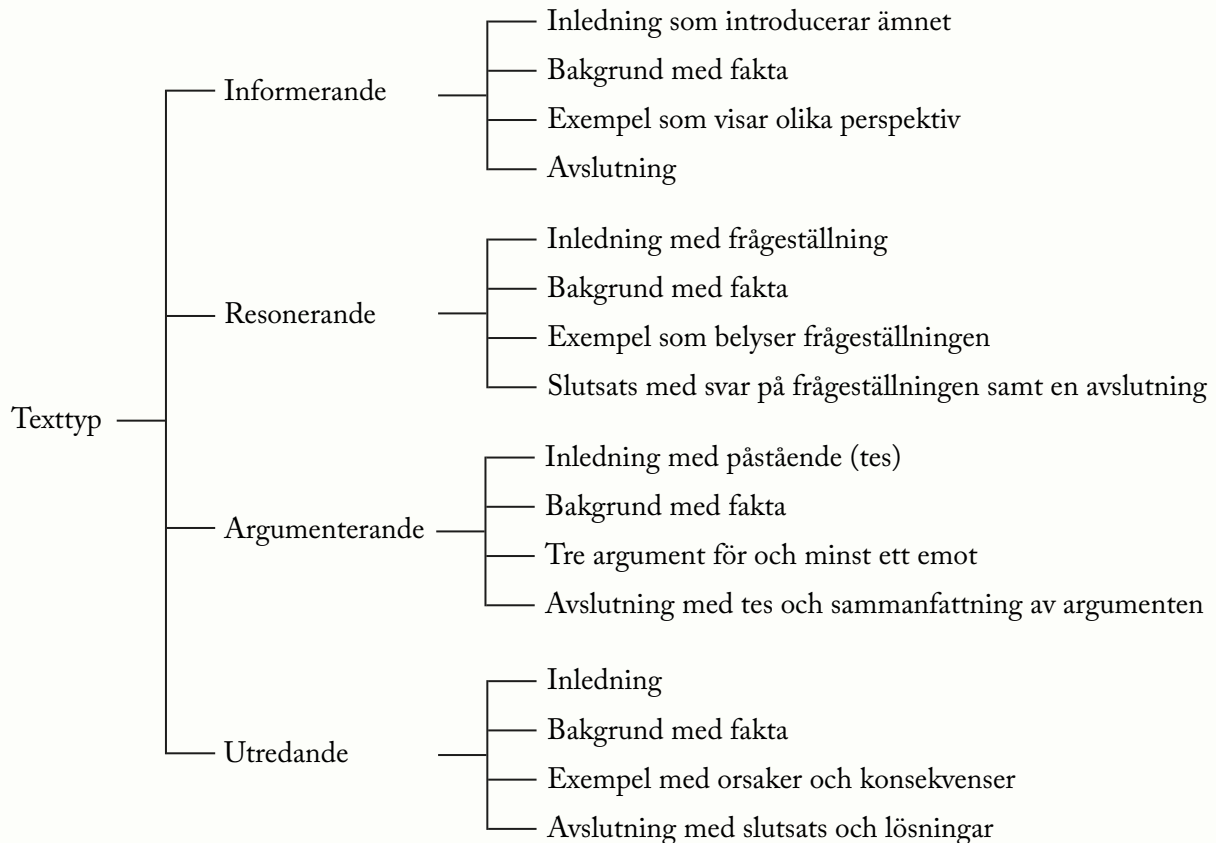 Texttyp
Informerande
Inledning som introducerar ämnet
Bakgrund med fakta
Exempel som visar olika perspektiv
Avslutning
Resonerande
Inledning med frågeställning
Bakgrund med fakta
Exempel som belyser frågeställningen
Slutsats med svar på frågeställningen samt en avslutning
Argumenterande
Inledning med påstående (tes)
Bakgrund med fakta
Tre argument för och minst ett emot
Avslutning med tes och sammanfattning av argumenten
Utredande
Inledning
Bakgrund med fakta
Exempel med orsaker och konsekvenser
Avslutning med slutsats och lösningar